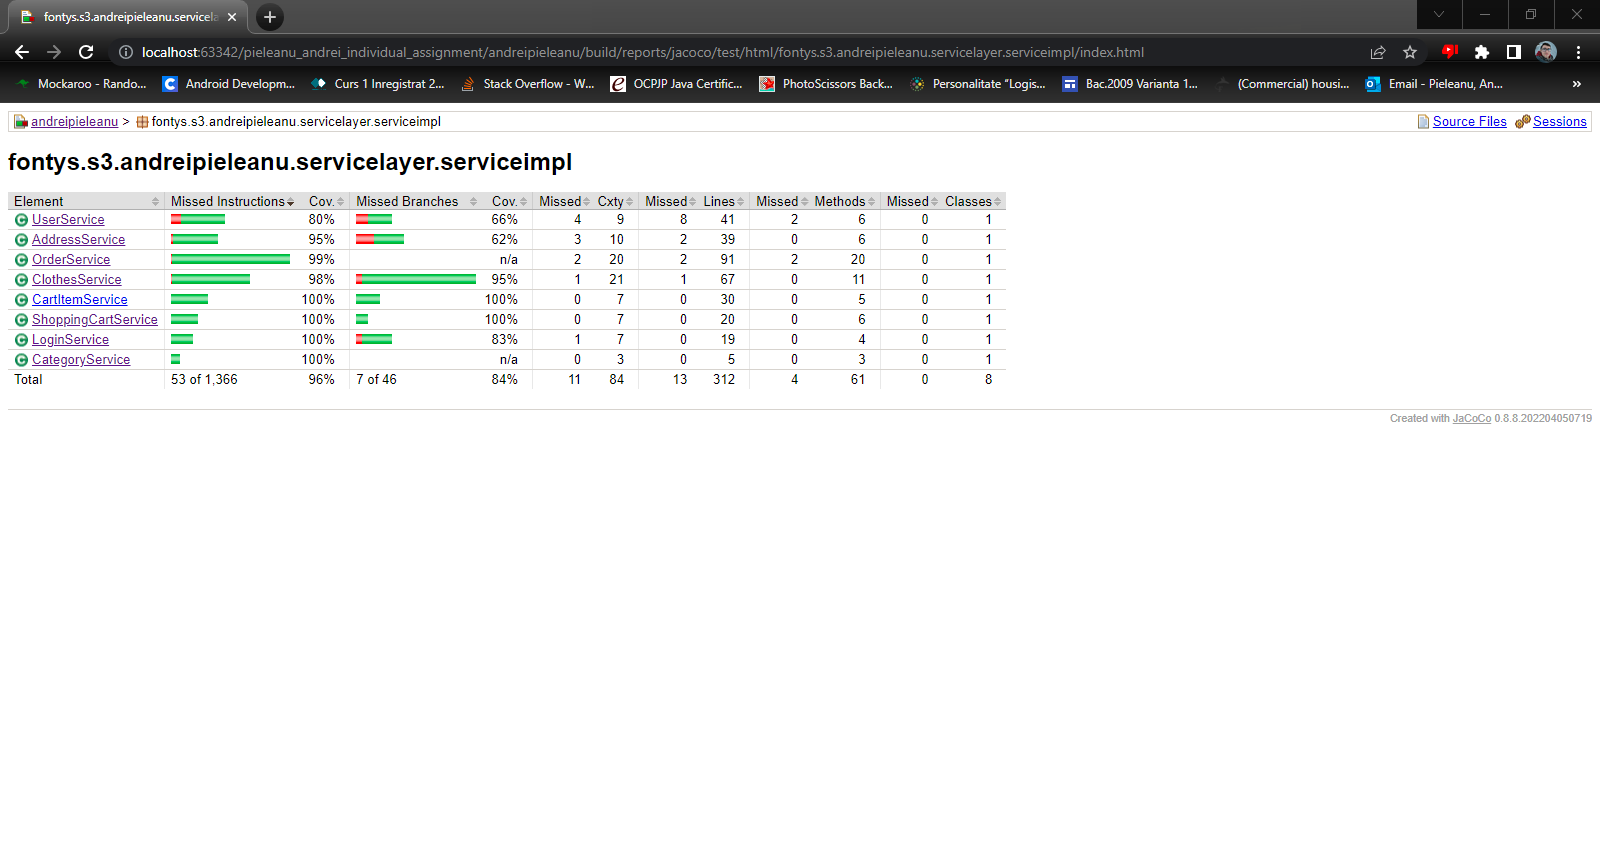 fontys.s3.andreipieleanu.servicela
localhost:63342/pieleanu_andrei_individual_assignment/andreipieleanu/build/reports/jacoco/test/html/fontys.s3.andreipieleanu.servicelayer.serviceimpl/index.html
Mockaroo - Rando... Android Developm... Curs 1 Inregistrat 2... Stack Overflow - W... OCPJP Java Certific... PhotoScissors Back... Personalitate “Logis... Bac.2009 Varianta 1... (Commercial) housi... Email - Pieleanu, An... »
andreipieleanu > fontys.s3.andreipieleanu.servicelayer.serviceimpl Source Files Sessions
fontys.s3.andreipieleanu.servicelayer.serviceimpl
Element Missed Instructions Cov. Missed Branches Cov. Missed Cxty Missed Lines Missed Methods Missed Classes
UserService 80% 66% 4 9 8 41 2 6 0 1
AddressService 95% 62% 3 10 2 39 0 6 0 1
OrderService 99% n/a 2 20 2 91 2 20 0 1
ClothesService 98% 95% 1 21 1 67 0 11 0 1
CartItemService 100% 100% 0 7 0 30 0 5 0 1
ShoppingCartService 100% 100% 0 7 0 20 0 6 0 1
LoginService 100% 83% 1 7 0 19 0 4 0 1
CategoryService 100% n/a 0 3 0 5 0 3 0 1
Total 53 of 1,366 96% 7 of 46 84% 11 84 13 312 4 61 0 8
Created with JaCoCo 0.8.8.202204050719